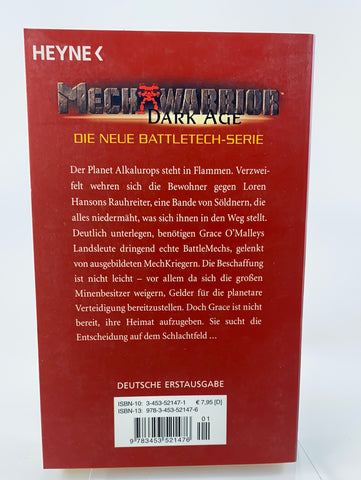 HEYNE
MECHWARRIOR
DARK AGE
DIE NEUE BATTLETECH-SERIE
Der Planet Alkalurops steht in Flammen. Verzwei-
felt wehren sich die Bewohner gegen Loren
Hansons Rauhreiter, eine Bande von Söldnern,
die alles niedermäht, was sich ihnen in den Weg stellt.
Deutlich unterlegen, benötigen Grace O'Malleys
Landsleute dringend echte BattleMechs, gelenkt
von ausgebildeten MechKriegern. Die Beschaffung
ist nicht leicht – vor allem da sich die großen
Minenbesitzer weigern, Gelder für die planetare
Verteidigung bereitzustellen. Doch Grace ist nicht
bereit, ihre Heimat aufzugeben. Sie sucht die
Entscheidung auf dem Schlachtfeld ...
DEUTSCHE ERSTAUSGABE
ISBN-10: 3-453-52147-1 € 7,95 [D]
ISBN-13: 978-3-453-52147-6
01
9 783453 521476